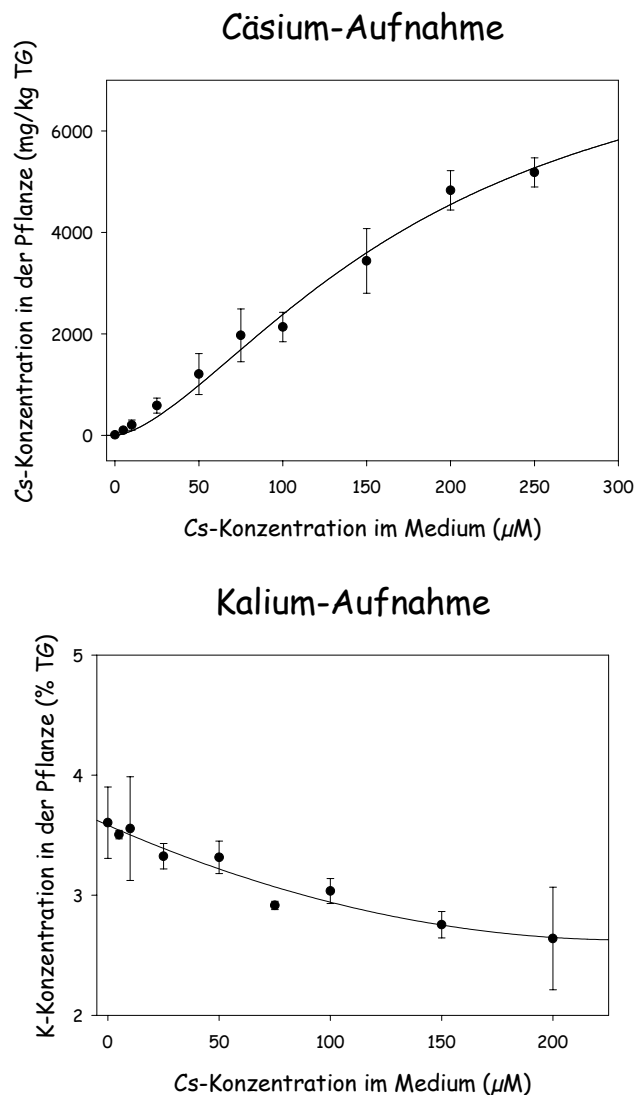 Cäsium-Aufnahme
Cs-Konzentration in der Pflanze (mg/kg TG)
6000
4000
2000
0
0 50 100 150 200 250 300
Cs-Konzentration im Medium (µM)
Kalium-Aufnahme
K-Konzentration in der Pflanze (% TG)
5
4
3
2
0 50 100 150 200
Cs-Konzentration im Medium (µM)